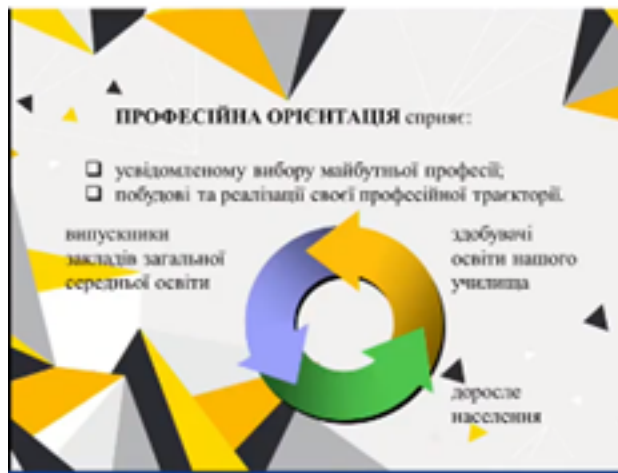 ПРОФЕСІЙНА ОРІЄНТАЦІЯ сприяє:
❑ усвідомленому вибору майбутньої професії;
❑ побудові та реалізації своєї професійної траєкторії.
випускники
закладів загальної
середньої освіти
здобувачі
освіти нашого
училища
доросле
населення